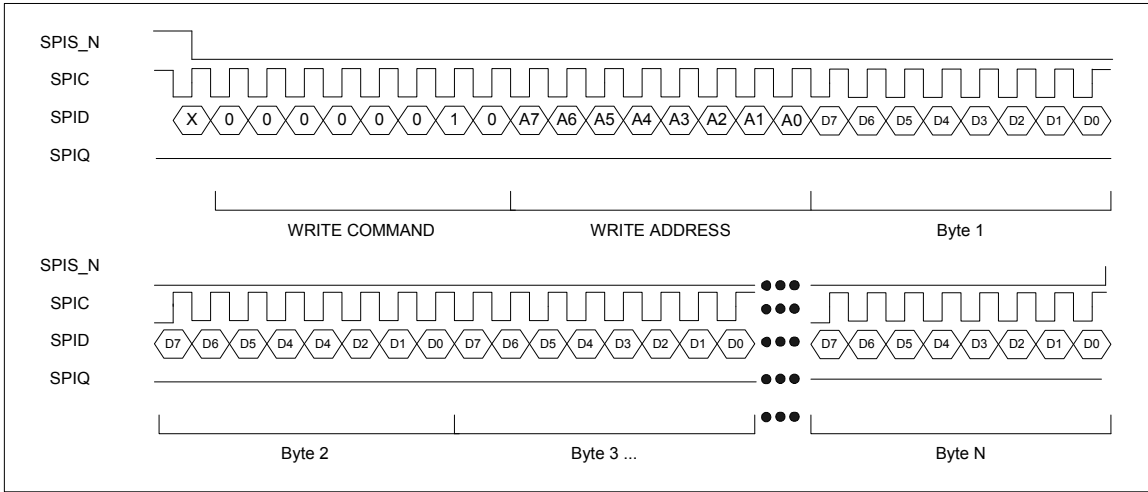 SPIS_N
SPIC
SPID X 0 0 0 0 0 0 1 0 A7 A6 A5 A4 A3 A2 A1 A0 D7 D6 D5 D4 D3 D2 D1 D0
SPIQ
WRITE COMMAND WRITE ADDRESS Byte 1
SPIS_N
SPIC
SPID D7 D6 D5 D4 D4 D2 D1 D0 D7 D6 D5 D4 D3 D2 D1 D0 D7 D6 D5 D4 D3 D2 D1 D0
SPIQ
Byte 2 Byte 3 ... Byte N